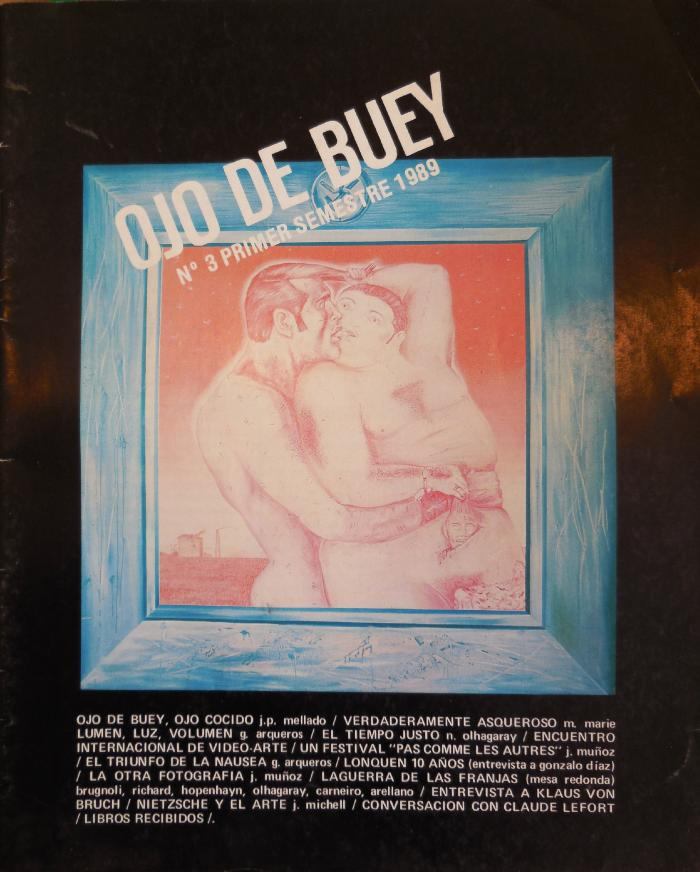 OJO DE BUEY
Nº 3 PRIMER SEMESTRE 1989
OJO DE BUEY, OJO COCIDO j.p. mellado / VERDADERAMENTE ASQUEROSO m. marie
LUMEN, LUZ, VOLUMEN g. arqueros / EL TIEMPO JUSTO n. olhagaray / ENCUENTRO
INTERNACIONAL DE VIDEO-ARTE / UN FESTIVAL "PAS COMME LES AUTRES" j. muñoz
/ EL TRIUNFO DE LA NAUSEA g. arqueros / LONQUEN 10 AÑOS (entrevista a gonzalo díaz)
/ LA OTRA FOTOGRAFIA j. muñoz / LAGUERRA DE LAS FRANJAS (mesa redonda)
brugnoli, richard, hopenhayn, olhagaray, carneiro, arellano / ENTREVISTA A KLAUS VON
BRUCH / NIETZSCHE Y EL ARTE j. michell / CONVERSACION CON CLAUDE LEFORT
/ LIBROS RECIBIDOS /.